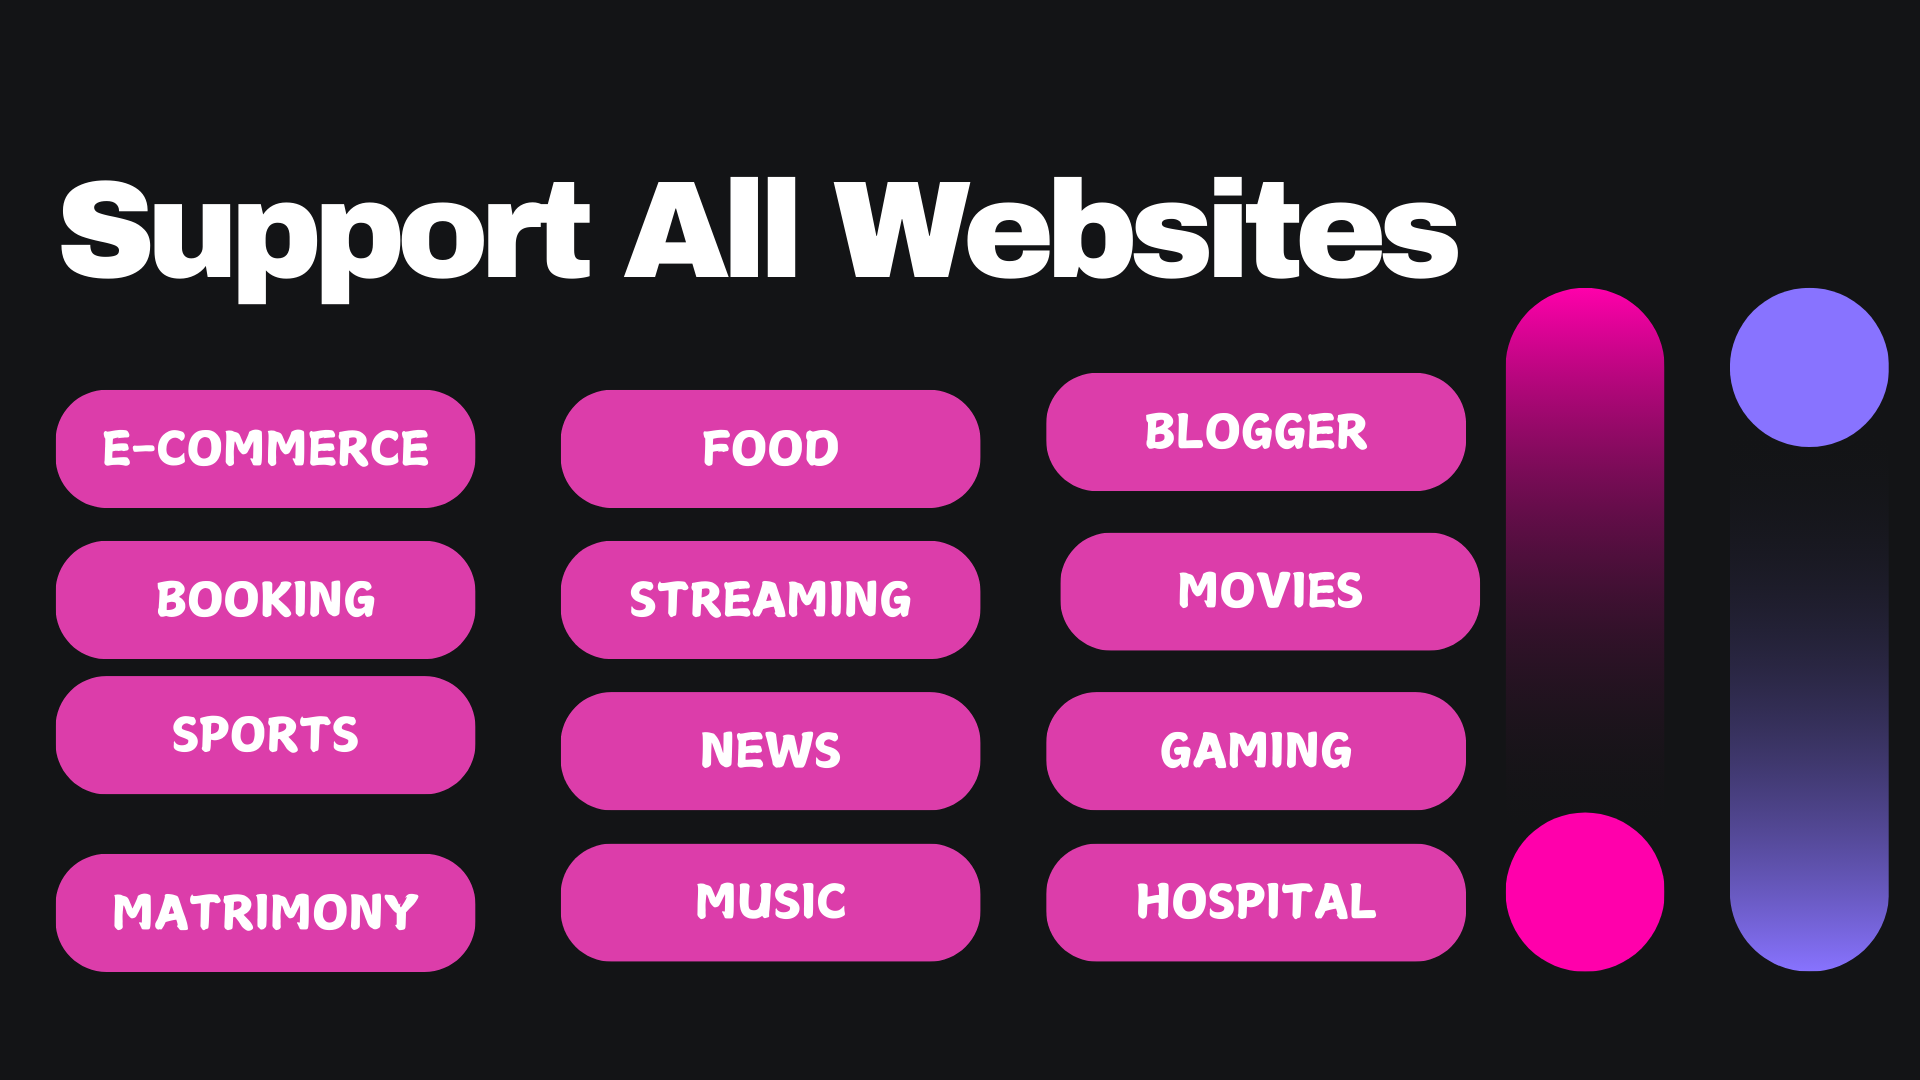 Support All Websites
E-COMMERCE
FOOD
BLOGGER
BOOKING
STREAMING
MOVIES
SPORTS
NEWS
GAMING
MATRIMONY
MUSIC
HOSPITAL